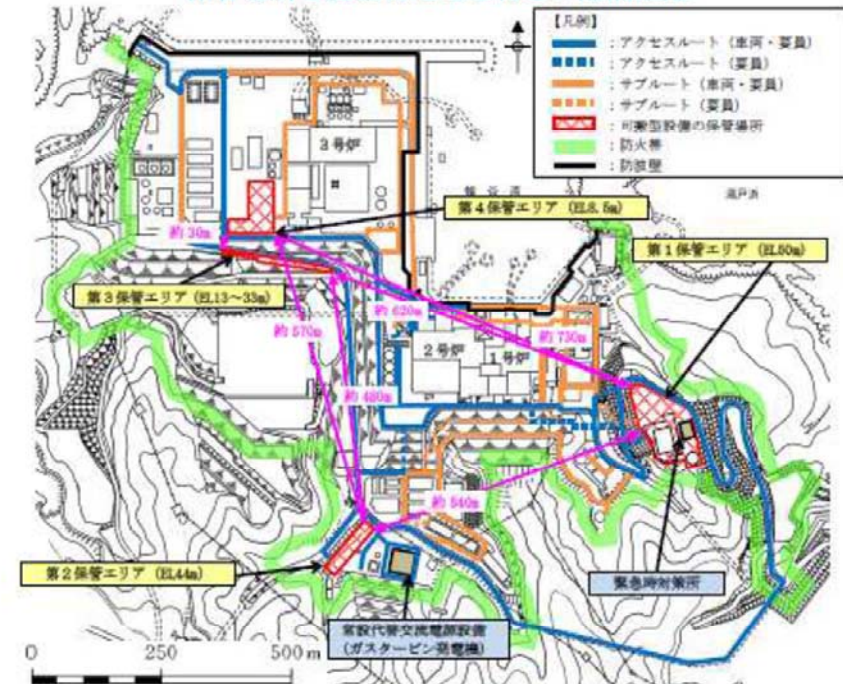 【凡例】
：アクセスルート（車両・要員）
：アクセスルート（要員）
：サブルート（車両・要員）
：サブルート（要員）
：可搬型設備の保管場所
：防火帯
：防波壁
3号炉
第4保管エリア（EL8.5m）
第1保管エリア（EL50m）
約30m
第3保管エリア（EL13～33m）
約620m
約570m
約730m
2号炉
1号炉
約480m
約540m
第2保管エリア（EL44m）
緊急時対策所
常設代替交流電源設備
（ガスタービン発電機）
0
250
500m